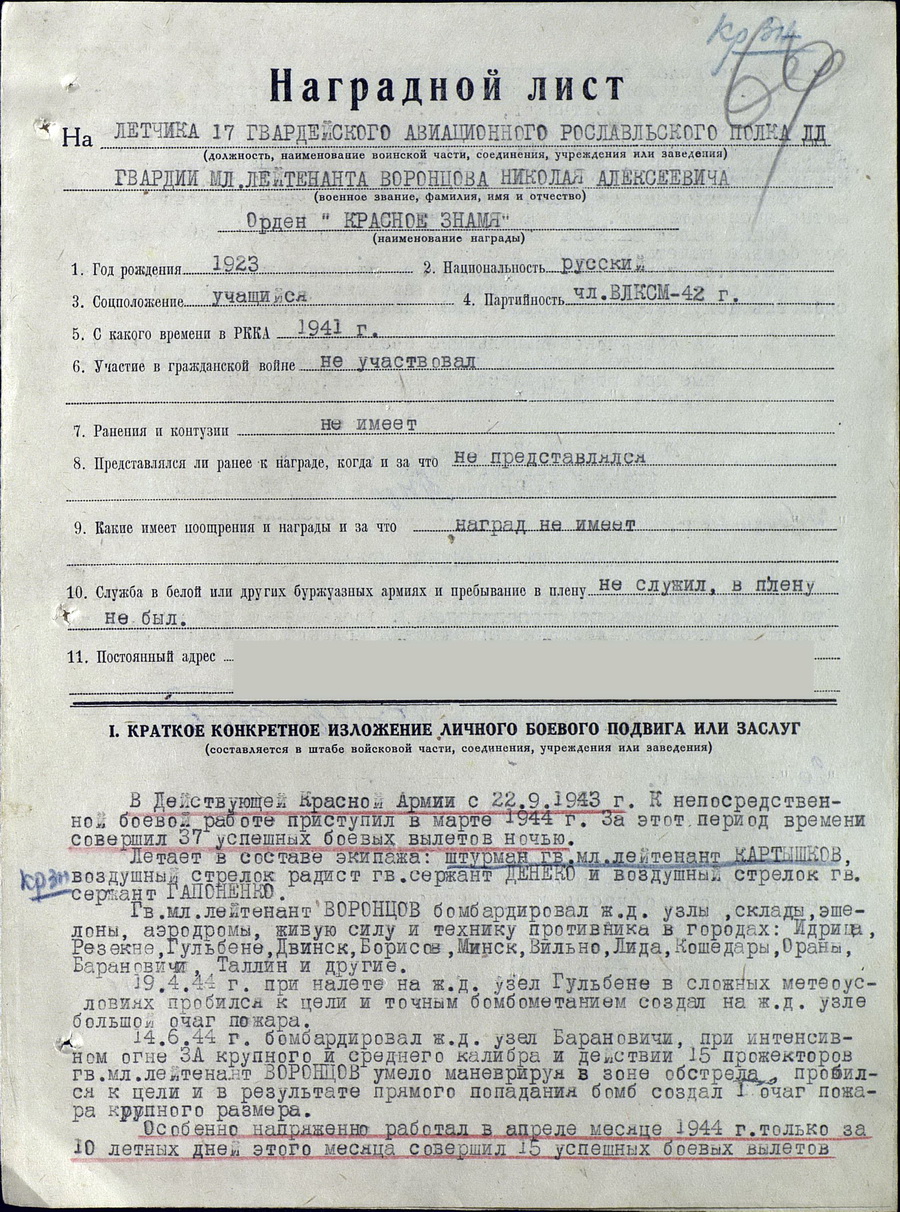 КрЗн
Наградной лист
На ЛЕТЧИКА 17 ГВАРДЕЙСКОГО АВИАЦИОННОГО РОСЛАВЛЬСКОГО ПОЛКА ДД
(должность, наименование воинской части, соединения, учреждения или заведения)
ГВАРДИИ МЛ.ЛЕЙТЕНАНТА ВОРОНЦОВА НИКОЛАЯ АЛЕКСЕЕВИЧА
(военное звание, фамилия, имя и отчество)
Орден " КРАСНОЕ ЗНАМЯ"
(наименование награды)
1. Год рождения 1923 2. Национальность русский
3. Соцположение учащийся 4. Партийность чл.ВЛКСМ-42 г.
5. С какого времени в РККА 1941 г.
6. Участие в гражданской войне не участвовал
7. Ранения и контузии не имеет
8. Представлялся ли ранее к награде, когда и за что не представлялся
9. Какие имеет поощрения и награды и за что наград не имеет
10. Служба в белой или других буржуазных армиях и пребывание в плену не служил, в плену
не был.
11. Постоянный адрес
I. КРАТКОЕ КОНКРЕТНОЕ ИЗЛОЖЕНИЕ ЛИЧНОГО БОЕВОГО ПОДВИГА ИЛИ ЗАСЛУГ
(составляется в штабе войсковой части, соединения, учреждения или заведения)
В Действующей Красной Армии с 22.9.1943 г. К непосредствен-
ной боевой работе приступил в марте 1944 г. За этот период времени
совершил 37 успешных боевых вылетов ночью.
Летает в составе экипажа: штурман гв.мл.лейтенант КАРТЫШКОВ,
КрЗн воздушный стрелок радист гв.сержант ДЕНЕКО и воздушный стрелок гв.
сержант ГАПОНЕНКО.
Гв.мл.лейтенант ВОРОНЦОВ бомбардировал ж.д. узлы ,склады,эше-
лоны, аэродромы, живую силу и технику противника в городах: Идрица,
Резекне,Гульбене,Двинск,Борисов,Минск,Вильно,Лида,Кошедары,Ораны,
Барановичи, Таллин и другие.
19.4.44 г. при налете на ж.д. узел Гульбене в сложных метеоус-
ловиях пробился к цели и точным бомбометанием создал на ж.д. узле
большой очаг пожара.
14.6.44 г. бомбардировал ж.д. узел Барановичи, при интенсив-
ном огне ЗА крупного и среднего калибра и действии 15 прожекторов
гв.мл.лейтенант ВОРОНЦОВ умело маневрируя в зоне обстрела, пробил-
ся к цели и в результате прямого попадания бомб создал 1 очаг пожа-
ра крупного размера.
Особенно напряженно работал в апреле месяце 1944 г.только за
10 летных дней этого месяца совершил 15 успешных боевых вылетов